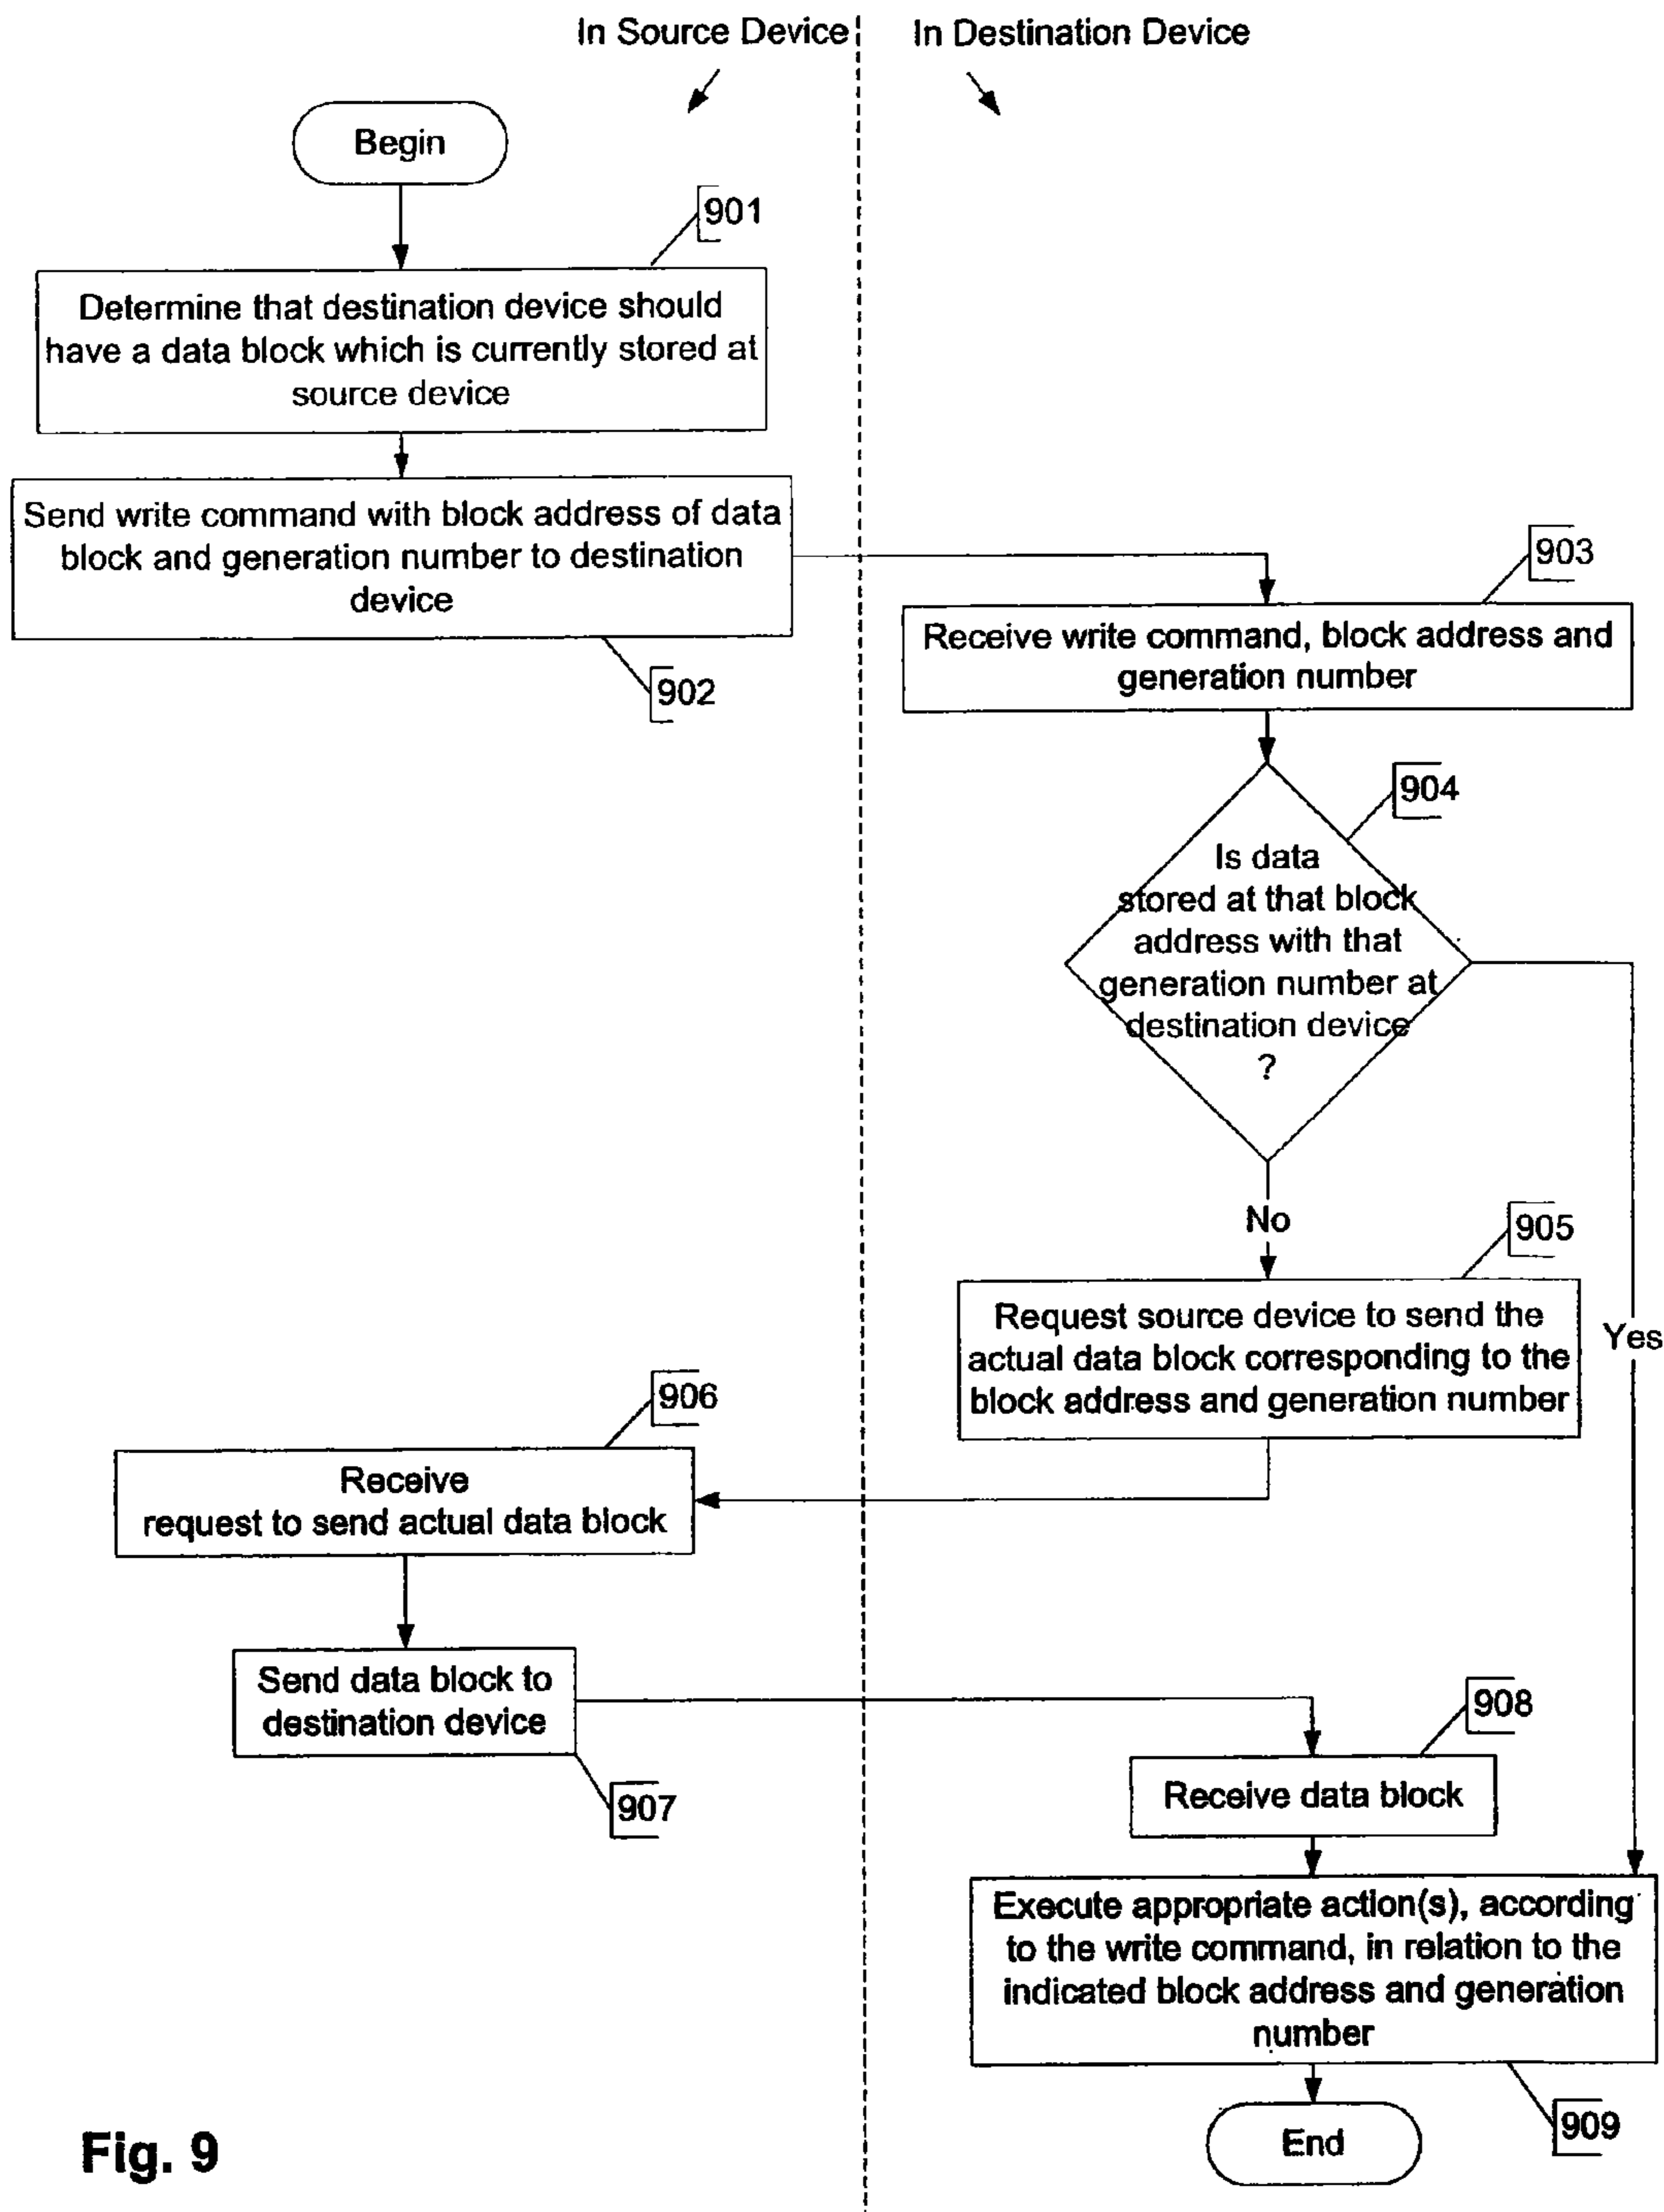 In Source Device
In Destination Device
Begin
901
Determine that destination device should
have a data block which is currently stored at
source device
Send write command with block address of data
block and generation number to destination
device
902
903
Receive write command, block address and
generation number
904
Is data
stored at that block
address with that
generation number at
destination device
?
No
Yes
905
Request source device to send the
actual data block corresponding to the
block address and generation number
906
Receive
request to send actual data block
Send data block to
destination device
907
908
Receive data block
Execute appropriate action(s), according
to the write command, in relation to the
indicated block address and generation
number
909
End
Fig. 9